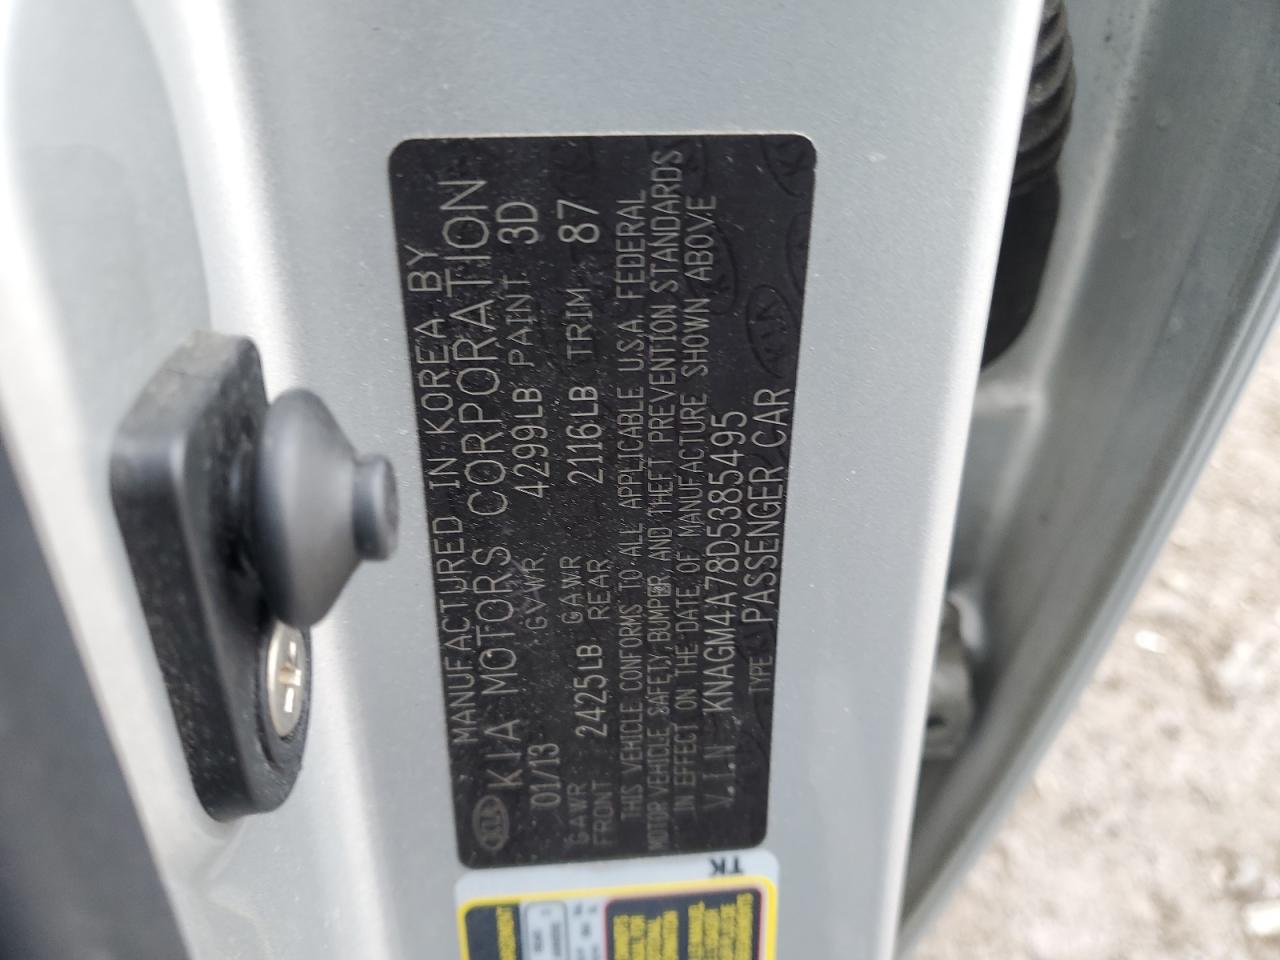 KIA
MANUFACTURED IN KOREA BY
KIA MOTORS CORPORATION
01/13 GVWR 4299LB PAINT 3D
GAWR FRONT 2425LB GAWR REAR 2116LB TRIM 87
THIS VEHICLE CONFORMS TO ALL APPLICABLE U.S.A. FEDERAL
MOTOR VEHICLE SAFETY, BUMPER, AND THEFT PREVENTION STANDARDS
IN EFFECT ON THE DATE OF MANUFACTURE SHOWN ABOVE
V.I.N KNAGM4A78D5385495
TYPE PASSENGER CAR
KIA
TK